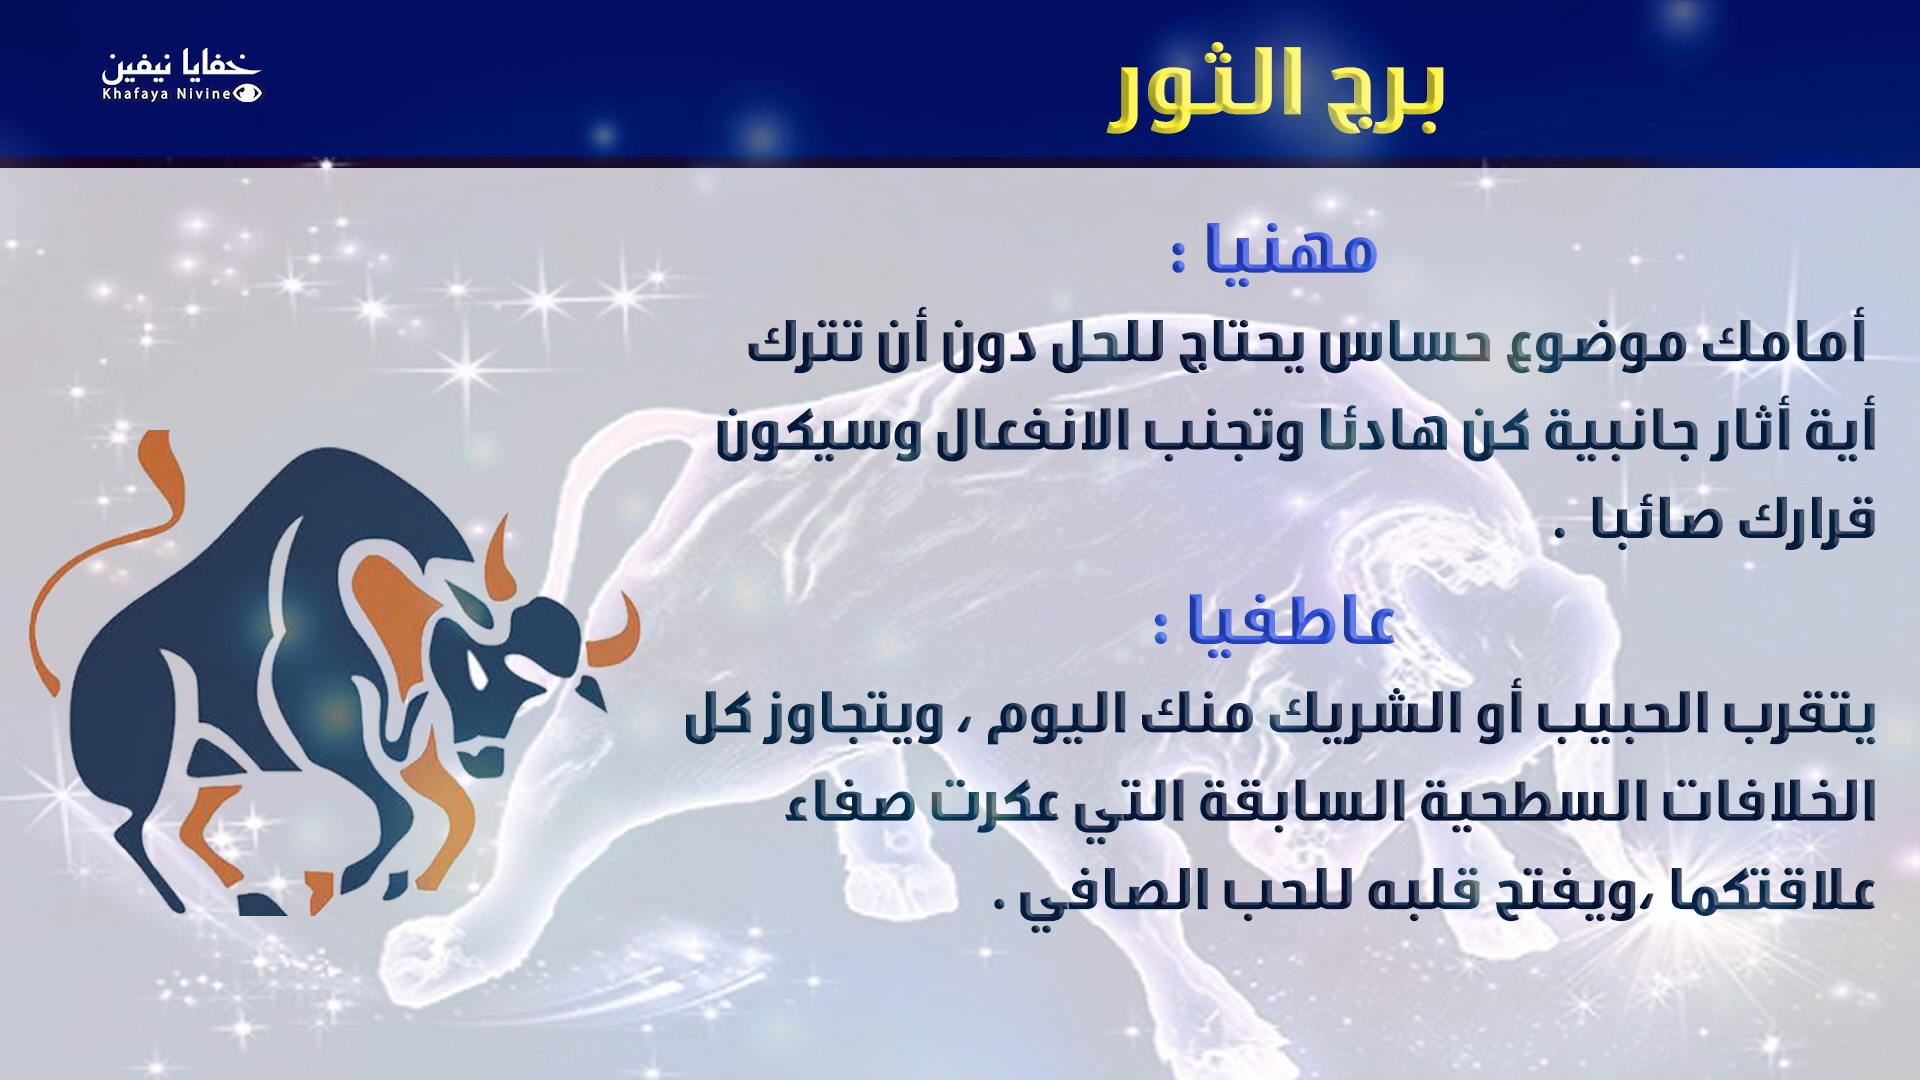 برج الثور
خفايا نيفين
Khafaya Nivine
مهنيا :
أمامك موضوع حساس يحتاج للحل دون أن تترك
أية أثار جانبية كن هادئا وتجنب الانفعال وسيكون
قرارك صائبا .
عاطفيا :
يتقرب الحبيب أو الشريك منك اليوم ، ويتجاوز كل
الخلافات السطحية السابقة التي عكرت صفاء
علاقتكما ،ويفتح قلبه للحب الصافي .